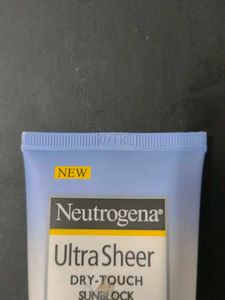 NEW
Neutrogena®
Ultra Sheer
DRY-TOUCH
SUNBLOCK